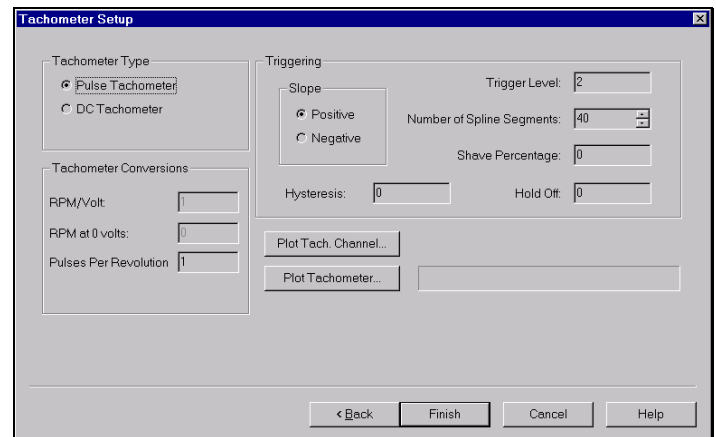 Tachometer Setup
Tachometer Type
Pulse Tachometer
DC Tachometer
Tachometer Conversions
RPM/Volt: 1
RPM at 0 volts: 0
Pulses Per Revolution 1
Triggering
Slope
Positive
Negative
Trigger Level: 2
Number of Spline Segments: 40
Shave Percentage: 0
Hysteresis: 0
Hold Off: 0
Plot Tach. Channel...
Plot Tachometer...
< Back
Finish
Cancel
Help